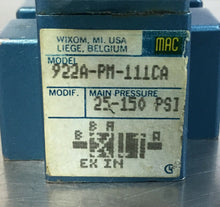 WIXOM, MI. USA
LIEGE, BELGIUM
MAC
MODEL
922A-PM-111CA
MODIF.
MAIN PRESSURE
25-150 PSI
B A
EX IN